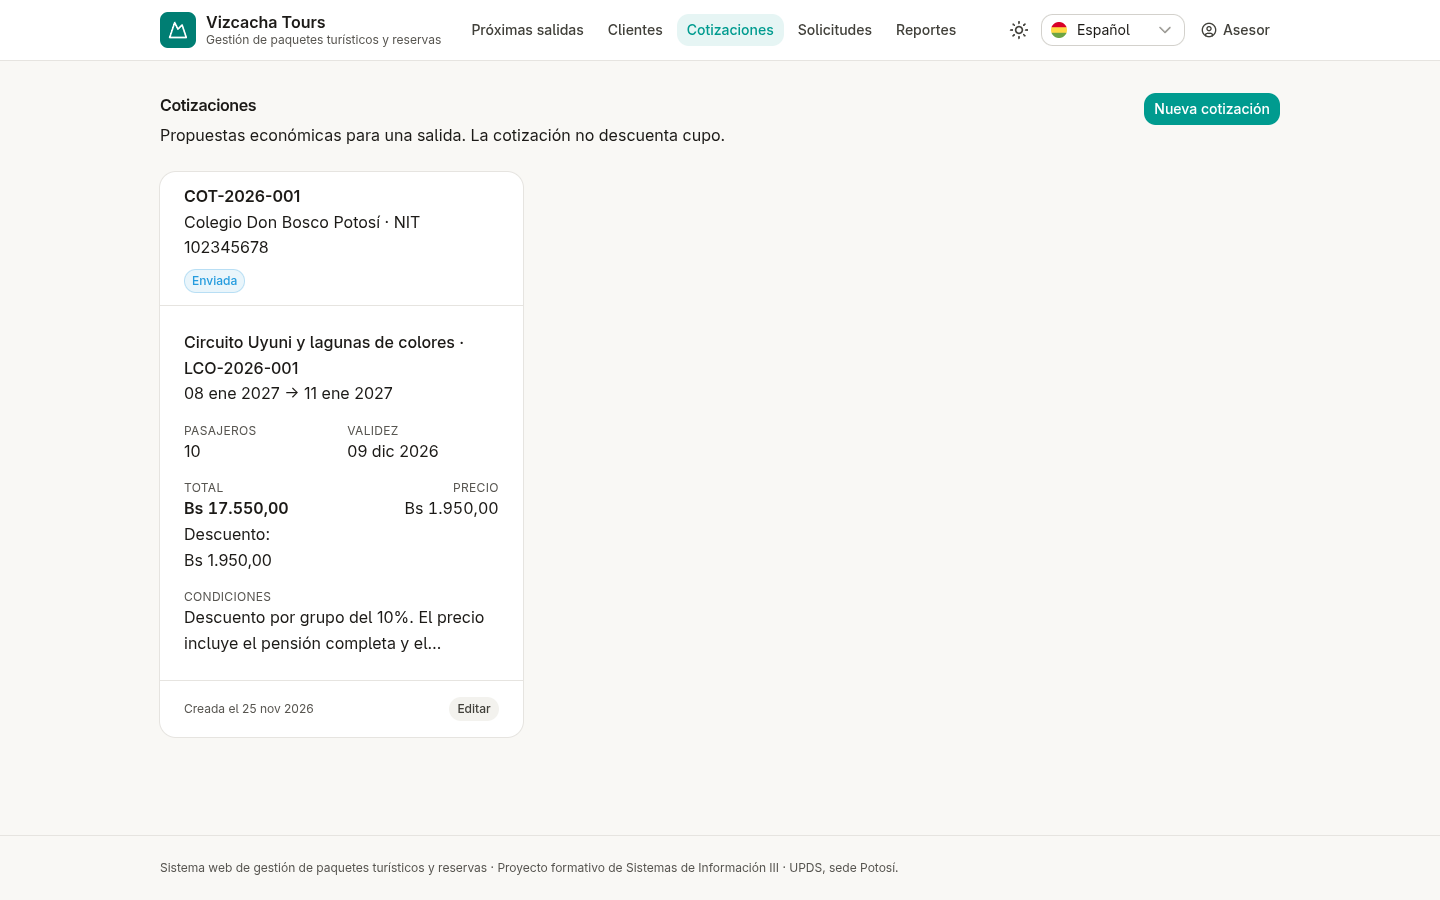 Vizcacha Tours
Gestión de paquetes turísticos y reservas
Próximas salidas
Clientes
Cotizaciones
Solicitudes
Reportes
Español
Asesor
Cotizaciones
Nueva cotización
Propuestas económicas para una salida. La cotización no descuenta cupo.
COT-2026-001
Colegio Don Bosco Potosí · NIT
102345678
Enviada
Circuito Uyuni y lagunas de colores ·
LCO-2026-001
08 ene 2027 → 11 ene 2027
PASAJEROS
10
VALIDEZ
09 dic 2026
TOTAL
Bs 17.550,00
Descuento:
Bs 1.950,00
PRECIO
Bs 1.950,00
CONDICIONES
Descuento por grupo del 10%. El precio
incluye el pensión completa y el...
Creada el 25 nov 2026
Editar
Sistema web de gestión de paquetes turísticos y reservas · Proyecto formativo de Sistemas de Información III · UPDS, sede Potosí.